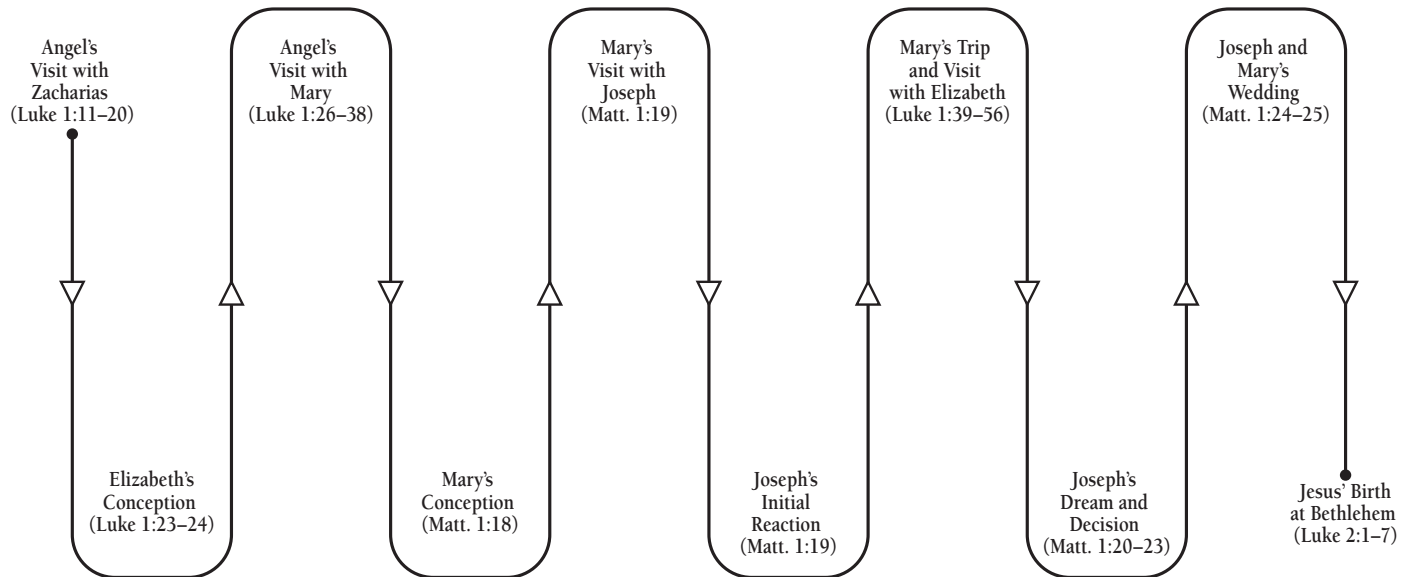 Angel's
Visit with
Zacharias
(Luke 1:11–20)
Elizabeth's
Conception
(Luke 1:23–24)
Angel's
Visit with
Mary
(Luke 1:26–38)
Mary's
Conception
(Matt. 1:18)
Mary's
Visit with
Joseph
(Matt. 1:19)
Joseph's
Initial
Reaction
(Matt. 1:19)
Mary's Trip
and Visit
with Elizabeth
(Luke 1:39–56)
Joseph's
Dream and
Decision
(Matt. 1:20–23)
Joseph and
Mary's
Wedding
(Matt. 1:24–25)
Jesus' Birth
at Bethlehem
(Luke 2:1–7)